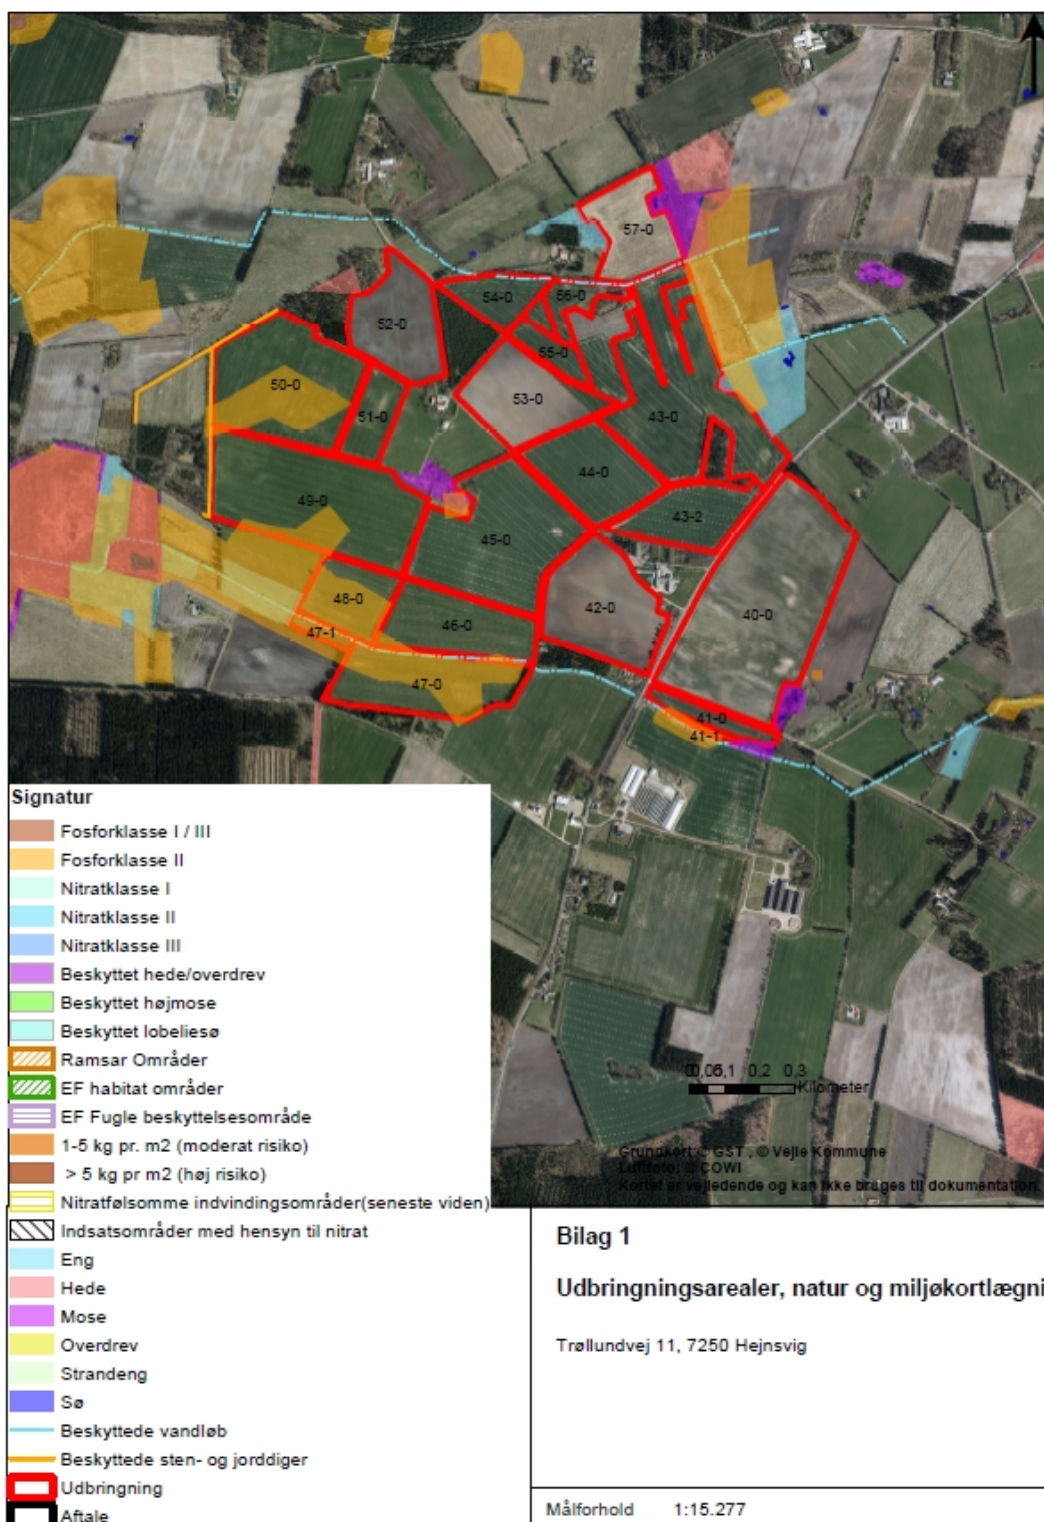 57-0
54-0
56-0
52-0
55-0
50-0
53-0
51-0
43-0
44-0
49-0
43-2
45-0
48-0
42-0
40-0
46-0
47-1
47-0
41-0
41-1
Signatur
Fosforklasse I / III
Fosforklasse II
Nitratklasse I
Nitratklasse II
Nitratklasse III
Beskyttet hede/overdrev
Beskyttet højmose
Beskyttet lobeliesø
Ramsar Områder
EF habitat områder
EF Fugle beskyttelsesområde
1-5 kg pr. m2 (moderat risiko)
> 5 kg pr m2 (høj risiko)
Nitratfølsomme indvindingsområder(seneste viden)
Indsatsområder med hensyn til nitrat
Eng
Hede
Mose
Overdrev
Strandeng
Sø
Beskyttede vandløb
Beskyttede sten- og jorddiger
Udbringning
Aftale
0,2 0,3
Kilometer
Grundkort: © GST , © Vejle Kommune
Luftfoto: © COWI
Kortet er vejledende og kan ikke bruges til dokumentation.
Bilag 1
Udbringningsarealer, natur og miljøkortlægni
Trøllundvej 11, 7250 Hejnsvig
Målforhold 1:15.277